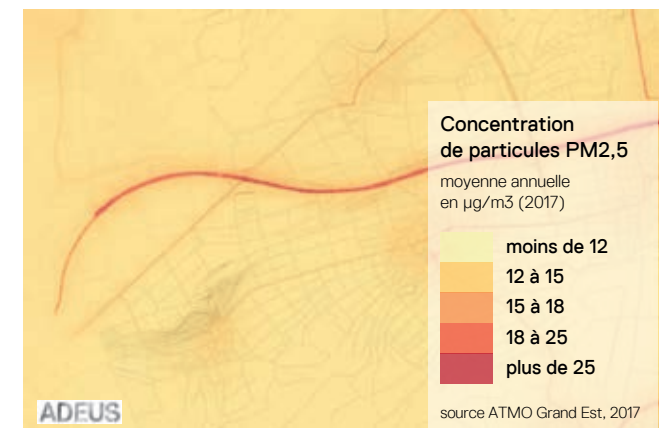 Concentration
de particules PM2,5
moyenne annuelle
en µg/m3 (2017)
moins de 12
12 à 15
15 à 18
18 à 25
plus de 25
source ATMO Grand Est, 2017
ADEUS